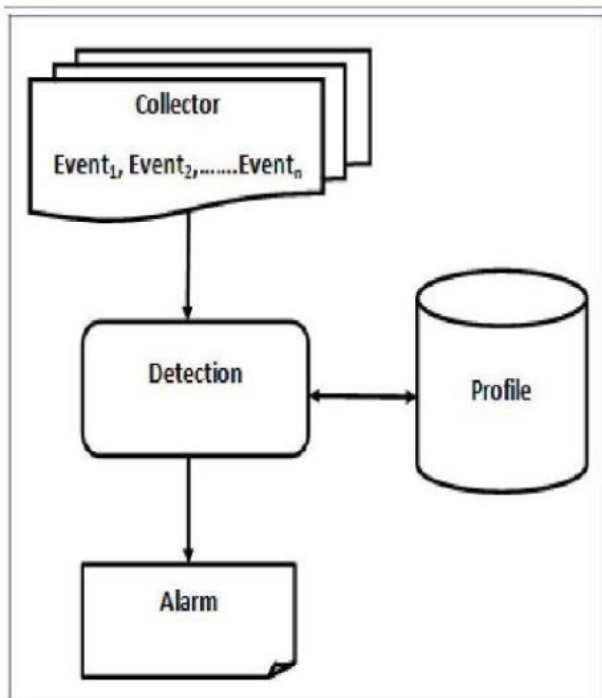 Collector
Event₁, Event₂,.......Eventₙ
Detection
Profile
Alarm